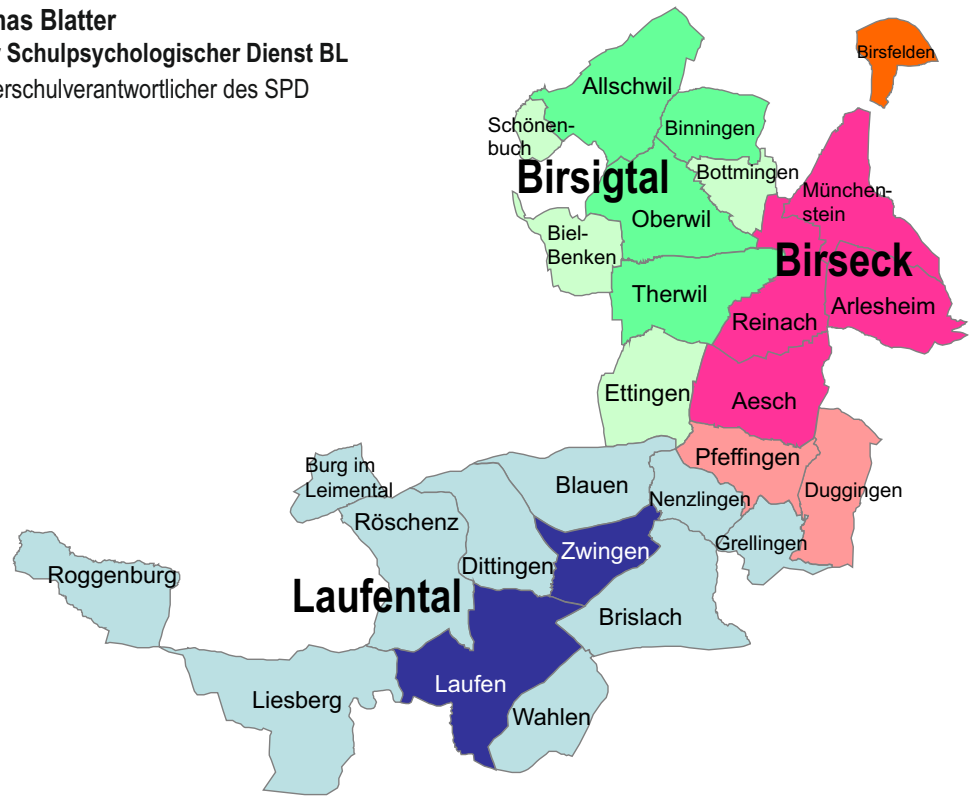 nas Blatter
Schulpsychologischer Dienst BL
erschulverantwortlicher des SPD
Birsfelden
Allschwil
Schönen-
buch
Binningen
Birsigtal
Bottmingen
München-
stein
Oberwil
Biel-
Benken
Birseck
Therwil
Arlesheim
Reinach
Ettingen
Aesch
Pfeffingen
Burg im
Leimental
Blauen
Nenzlingen
Duggingen
Röschenz
Zwingen
Grellingen
Dittingen
Roggenburg
Laufental
Brislach
Laufen
Liesberg
Wahlen